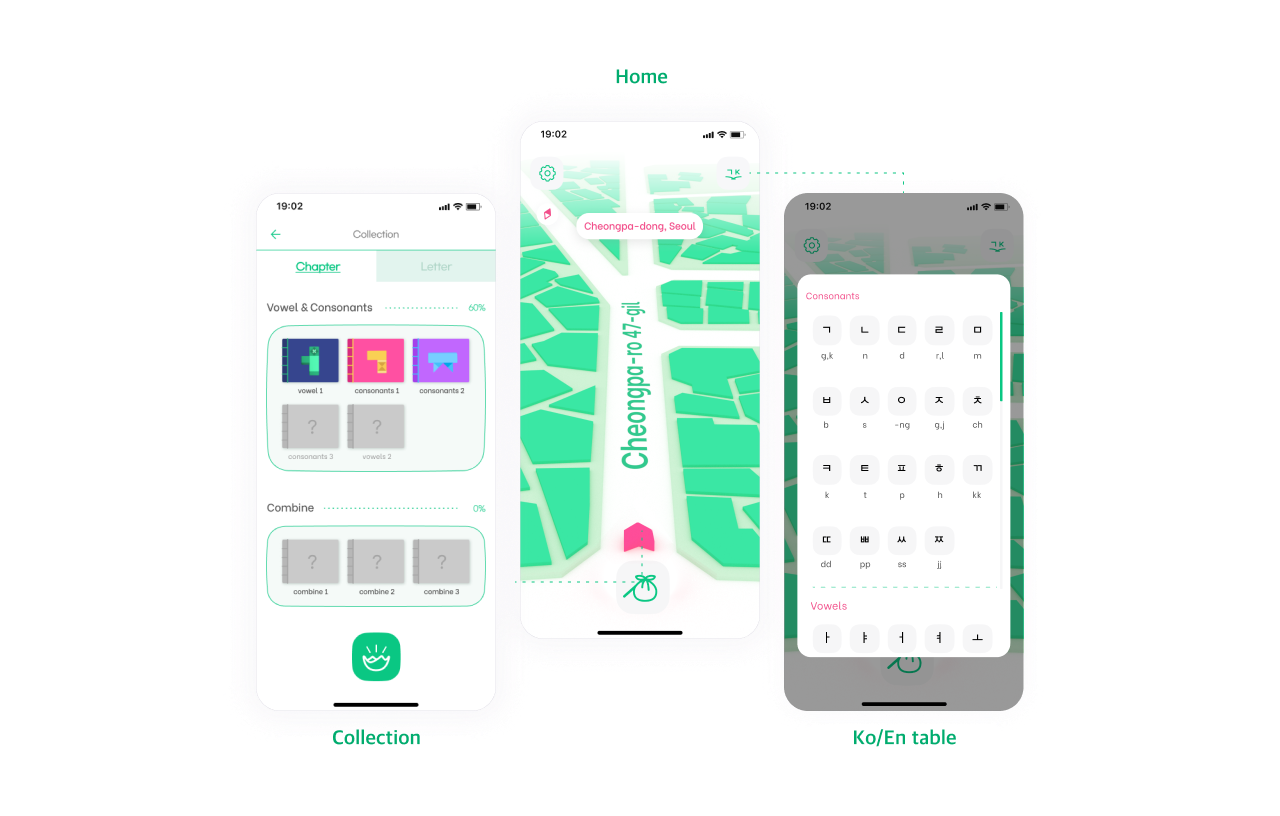 Home
19:02
ㄱ K
Cheongpa-dong, Seoul
Cheongpa-ro 47-gil
19:02
Collection
Chapter
Letter
Vowel & Consonants
60%
vowel 1
consonants 1
consonants 2
?
?
consonants 3
vowels 2
Combine
0%
?
?
?
combine 1
combine 2
combine 3
Collection
19:02
ㄱ K
Consonants
ㄱ ㄴ ㄷ ㄹ ㅁ
g,k n d r,l m
ㅂ ㅅ ㅇ ㅈ ㅊ
b s -ng g,j ch
ㅋ ㅌ ㅍ ㅎ ㄲ
k t p h kk
ㄸ ㅃ ㅆ ㅉ
dd pp ss jj
Vowels
ㅏ ㅑ ㅓ ㅕ ㅗ
Ko/En table